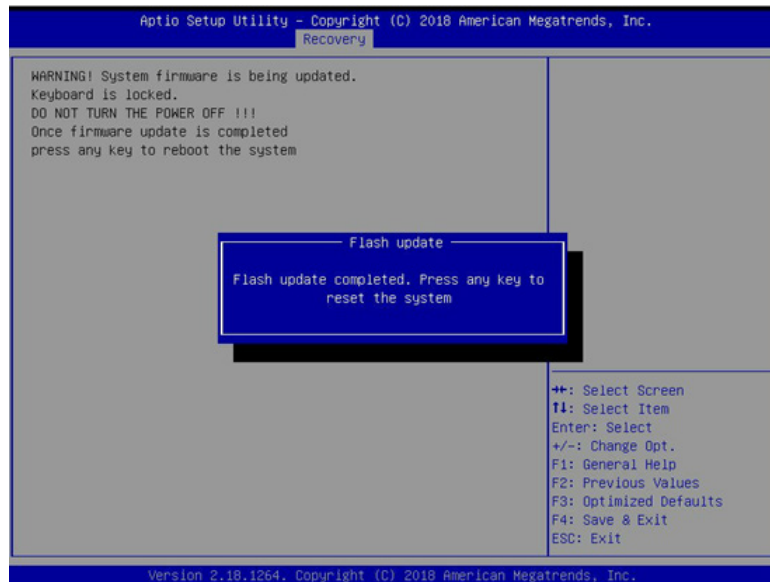 Aptio Setup Utility – Copyright (C) 2018 American Megatrends, Inc.
Recovery
WARNING! System firmware is being updated.
Keyboard is locked.
DO NOT TURN THE POWER OFF !!!
Once firmware update is completed
press any key to reboot the system
Flash update
Flash update completed. Press any key to
reset the system
→←: Select Screen
↑↓: Select Item
Enter: Select
+/-: Change Opt.
F1: General Help
F2: Previous Values
F3: Optimized Defaults
F4: Save & Exit
ESC: Exit
Version 2.18.1264. Copyright (C) 2018 American Megatrends, Inc.